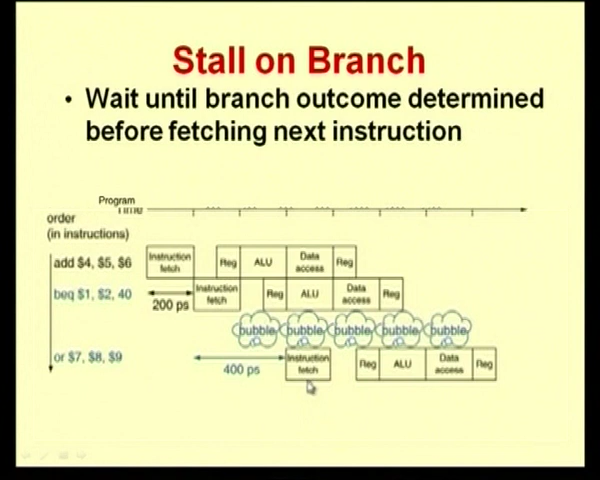 Stall on Branch
• Wait until branch outcome determined
before fetching next instruction
Program
Time
order
(in instructions)
add $4, $5, $6
Instruction
fetch
Reg
ALU
Data
access
Reg
beq $1, $2, 40
200 ps
Instruction
fetch
Reg
ALU
Data
access
Reg
bubble bubble bubble bubble bubble
or $7, $8, $9
400 ps
Instruction
fetch
Reg
ALU
Data
access
Reg